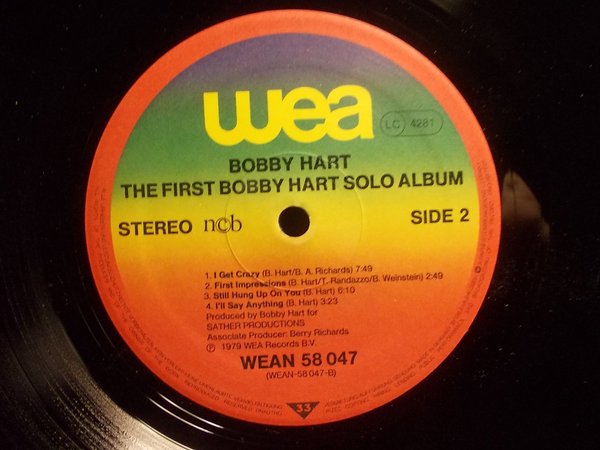 wea
LC 4281
BOBBY HART
THE FIRST BOBBY HART SOLO ALBUM
STEREO ncb SIDE 2
1. I Get Crazy (B. Hart/B. A. Richards) 7:49
2. First Impressions (B. Hart/T. Randazzo/B. Weinstein) 2:49
3. Still Hung Up On You (B. Hart) 6:10
4. I'll Say Anything (B. Hart) 3:23
Produced by Bobby Hart for
SATHER PRODUCTIONS
Associate Producer: Berry Richards
℗ 1979 WEA Records B.V.
WEAN 58 047
(WEAN-58 047-B)
33